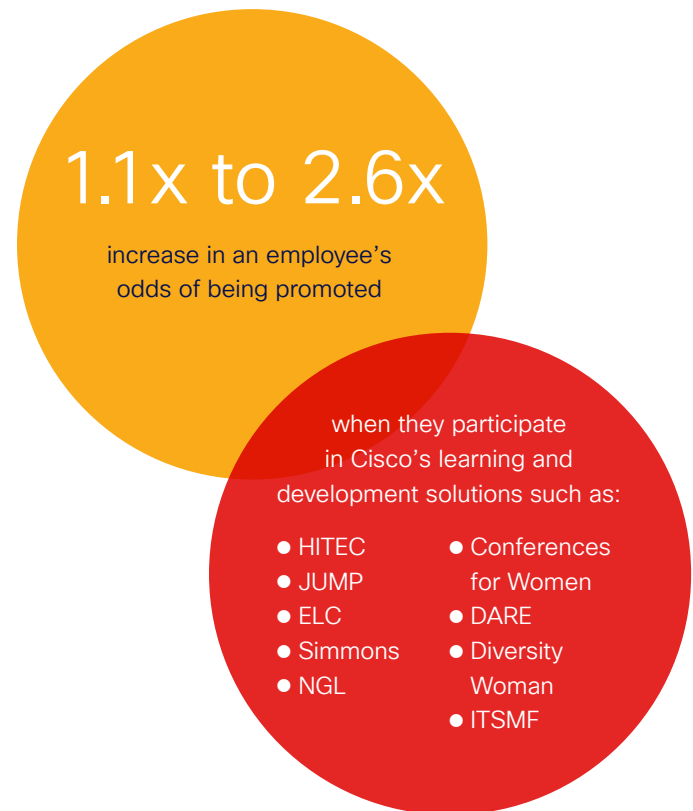 1.1x to 2.6x
increase in an employee’s
odds of being promoted
when they participate
in Cisco’s learning and
development solutions such as:
● HITEC
● JUMP
● ELC
● Simmons
● NGL
● Conferences
for Women
● DARE
● Diversity
Woman
● ITSMF